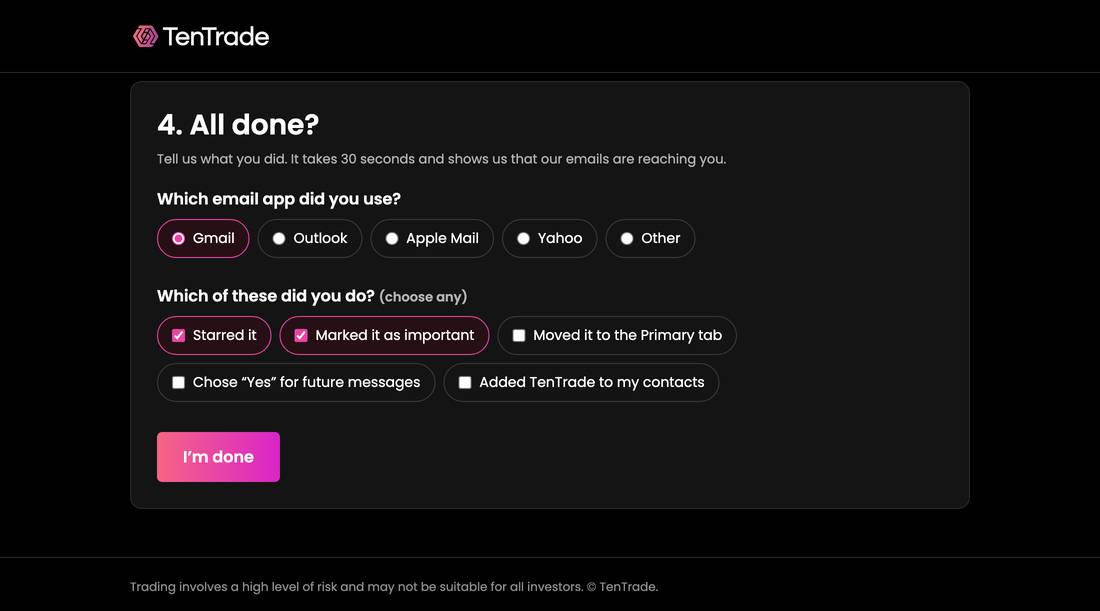 TenTrade
4. All done?
Tell us what you did. It takes 30 seconds and shows us that our emails are reaching you.
Which email app did you use?
Gmail Outlook Apple Mail Yahoo Other
Which of these did you do? (choose any)
Starred it Marked it as important Moved it to the Primary tab
Chose “Yes” for future messages Added TenTrade to my contacts
I’m done
Trading involves a high level of risk and may not be suitable for all investors. © TenTrade.